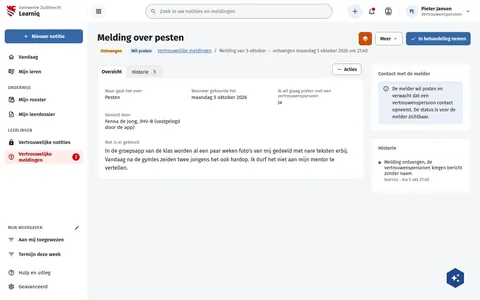 Gemeente Zuiddrecht
Learniq
Zoek in uw notities en meldingen
PJ
Pieter Jansen
Vertrouwenspersoon
+ Nieuwe notitie
Vandaag
Mijn leren
ONDERWIJS
Mijn rooster
Mijn leerdossier
LEERLINGEN
Vertrouwelijke notities
Vertrouwelijke meldingen
2
MIJN WEERGAVEN
Aan mij toegewezen
Termijn deze week
Hulp en uitleg
Geavanceerd
Melding over pesten
Meer
In behandeling nemen
Ontvangen
Wil praten
Vertrouwelijke meldingen / Melding van 5 oktober - ontvangen maandag 5 oktober 2026 om 21:40
Overzicht
Historie 1
Acties
Waar gaat het over
Pesten
Wanneer gebeurde het
maandag 5 oktober 2026
Ik wil graag praten met een vertrouwenspersoon
Ja
Gemeld door
Fenna de Jong, 3HV-B (vastgelegd door de app)
Wat is er gebeurd
In de groepsapp van de klas worden al een paar weken foto's van mij gedeeld met nare teksten erbij.
Vandaag na de gymles zeiden twee jongens het ook hardop. Ik durf het niet aan mijn mentor te
vertellen.
Contact met de melder
De melder wil praten en
verwacht dat een
vertrouwenspersoon contact
opneemt. De status is voor de
melder zichtbaar.
Historie
Melding ontvangen, de
vertrouwenspersonen kregen bericht
zonder naam
learniq - ma 5 okt 21:40